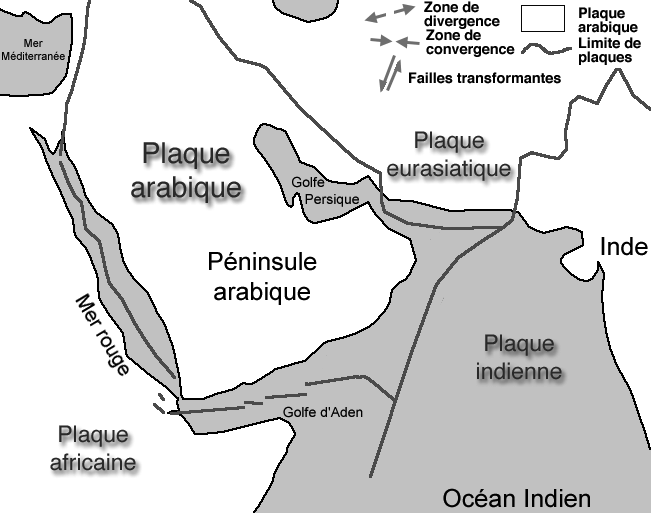 Zone de
divergence
Zone de
convergence
Failles transformantes
Plaque
arabique
Limite de
plaques
Mer
Méditerranée
Plaque
arabique
Plaque
eurasiatique
Golfe
Persique
Péninsule
arabique
Inde
Mer rouge
Plaque
indienne
Golfe d'Aden
Plaque
africaine
Océan Indien